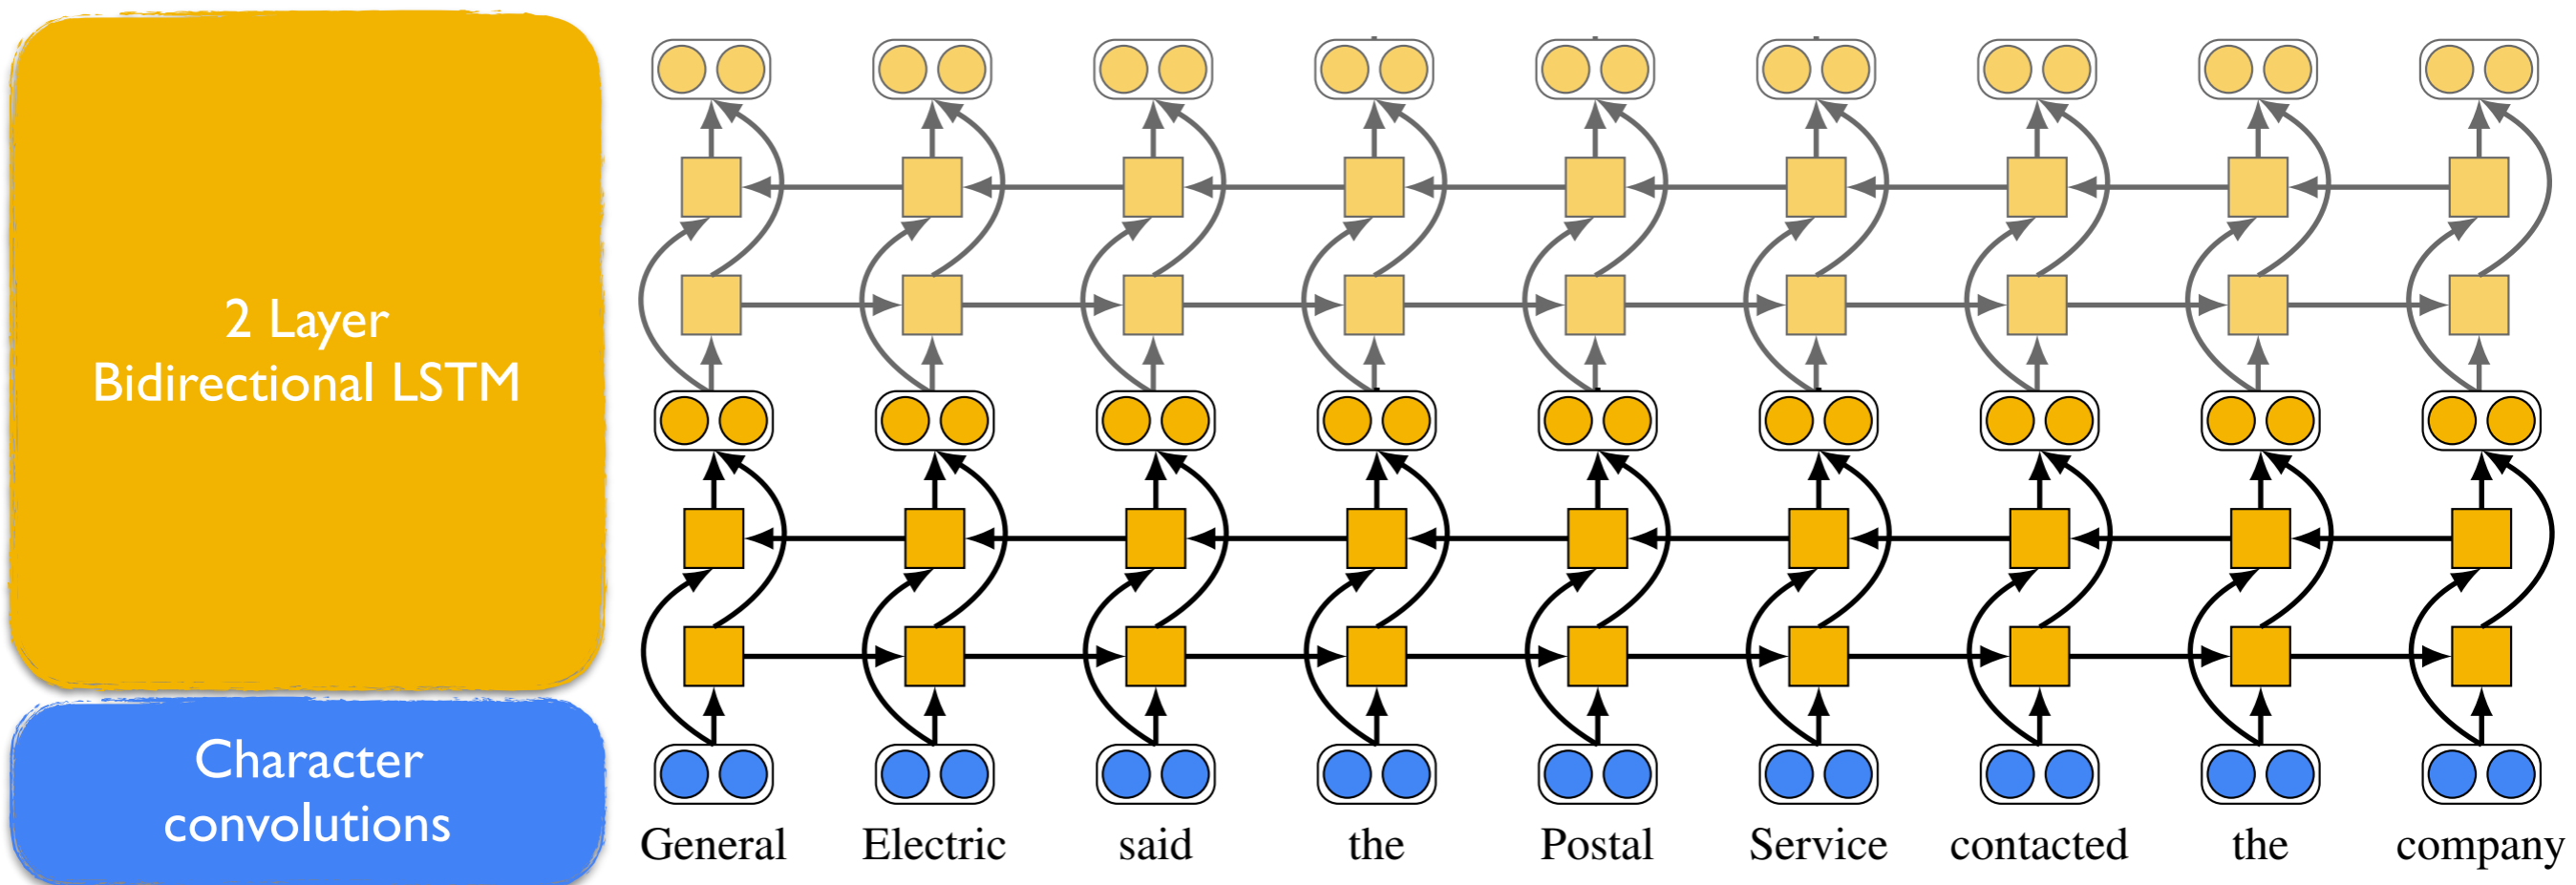 2 Layer
Bidirectional LSTM
Character
convolutions
General Electric said the Postal Service contacted the company